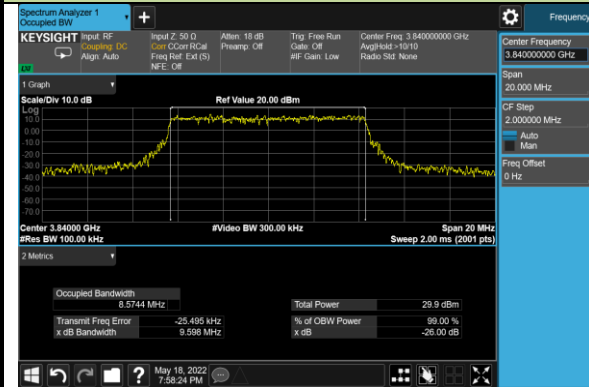 Spectrum Analyzer 1
Occupied BW
Frequency
KEYSIGHT
Input: RF
Coupling: DC
Align: Auto
Input Z: 50 Ω
Corr CCorr RCal
Freq Ref: Ext (S)
NFE: Off
Atten: 18 dB
Preamp: Off
Trig: Free Run
Gate: Off
#IF Gain: Low
Center Freq: 3.840000000 GHz
Avg|Hold:>10/10
Radio Std: None
Center Frequency
3.840000000 GHz
Span
20.000 MHz
CF Step
2.000000 MHz
Auto
Man
Freq Offset
0 Hz
1 Graph
Scale/Div 10.0 dB
Ref Value 20.00 dBm
Log
10.0
0.00
-10.0
-20.0
-30.0
-40.0
-50.0
-60.0
-70.0
Center 3.84000 GHz
#Video BW 300.00 kHz
Span 20 MHz
#Res BW 100.00 kHz
Sweep 2.00 ms (2001 pts)
2 Metrics
Occupied Bandwidth
8.5744 MHz
Total Power
29.9 dBm
Transmit Freq Error
-25.495 kHz
% of OBW Power
99.00 %
x dB Bandwidth
9.598 MHz
x dB
-26.00 dB
May 18, 2022
7:58:24 PM